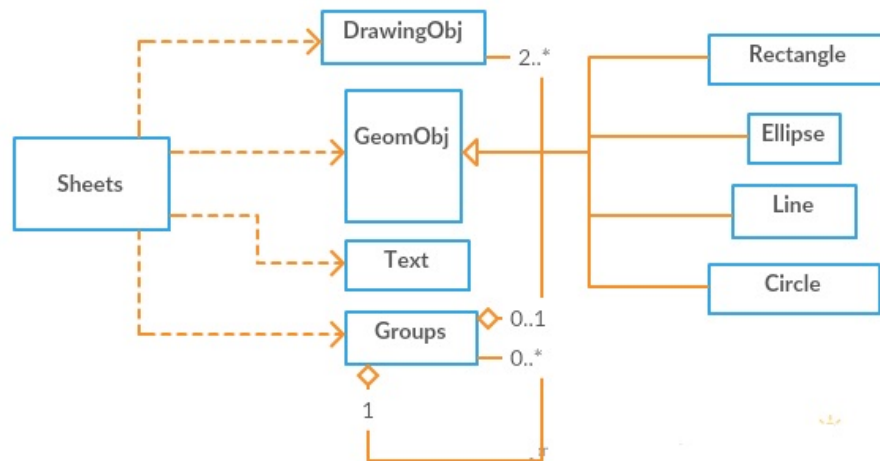 DrawingObj
2..*
Rectangle
GeomObj
Ellipse
Sheets
Line
Text
Circle
Groups
0..1
0..*
1